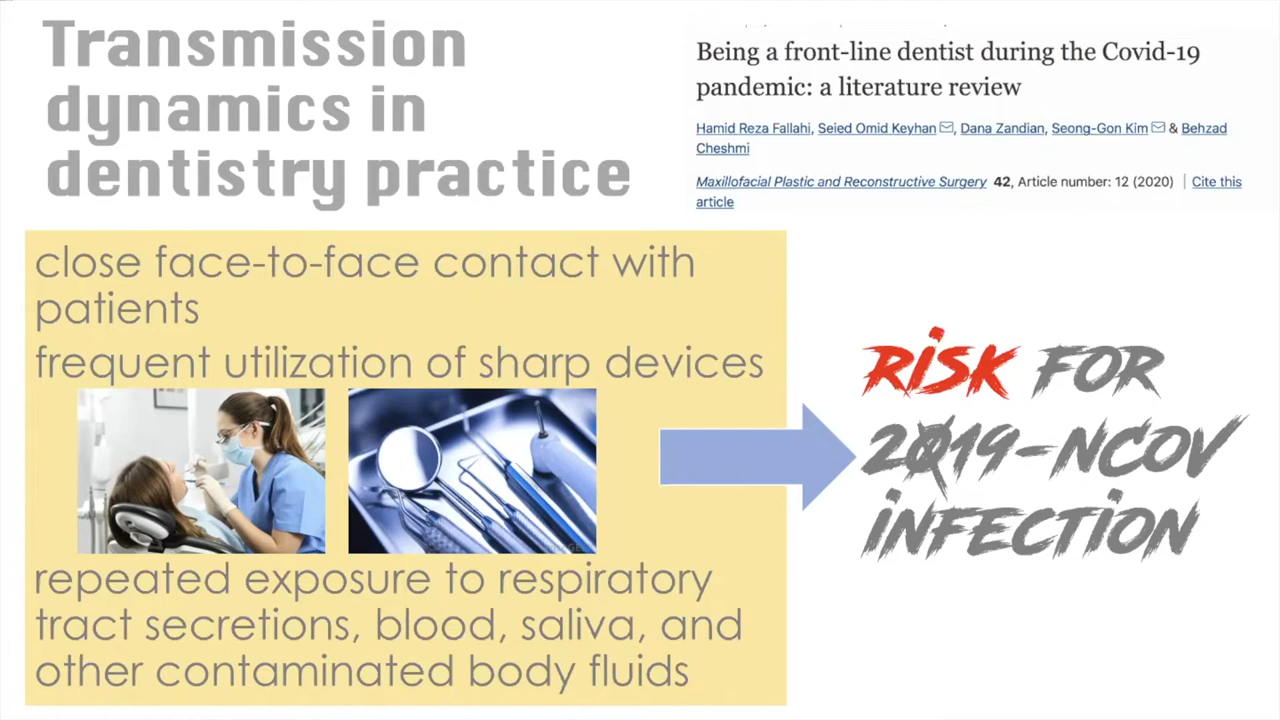 Transmission
dynamics in
dentistry practice
Being a front-line dentist during the Covid-19
pandemic: a literature review
Hamid Reza Fallahi, Seied Omid Keyhan, Dana Zandian, Seong-Gon Kim & Behzad
Cheshmi
Maxillofacial Plastic and Reconstructive Surgery 42, Article number: 12 (2020) | Cite this
article
close face-to-face contact with
patients
frequent utilization of sharp devices
repeated exposure to respiratory
tract secretions, blood, saliva, and
other contaminated body fluids
RiSK FOR
2019-NCOV
iNFECTiON